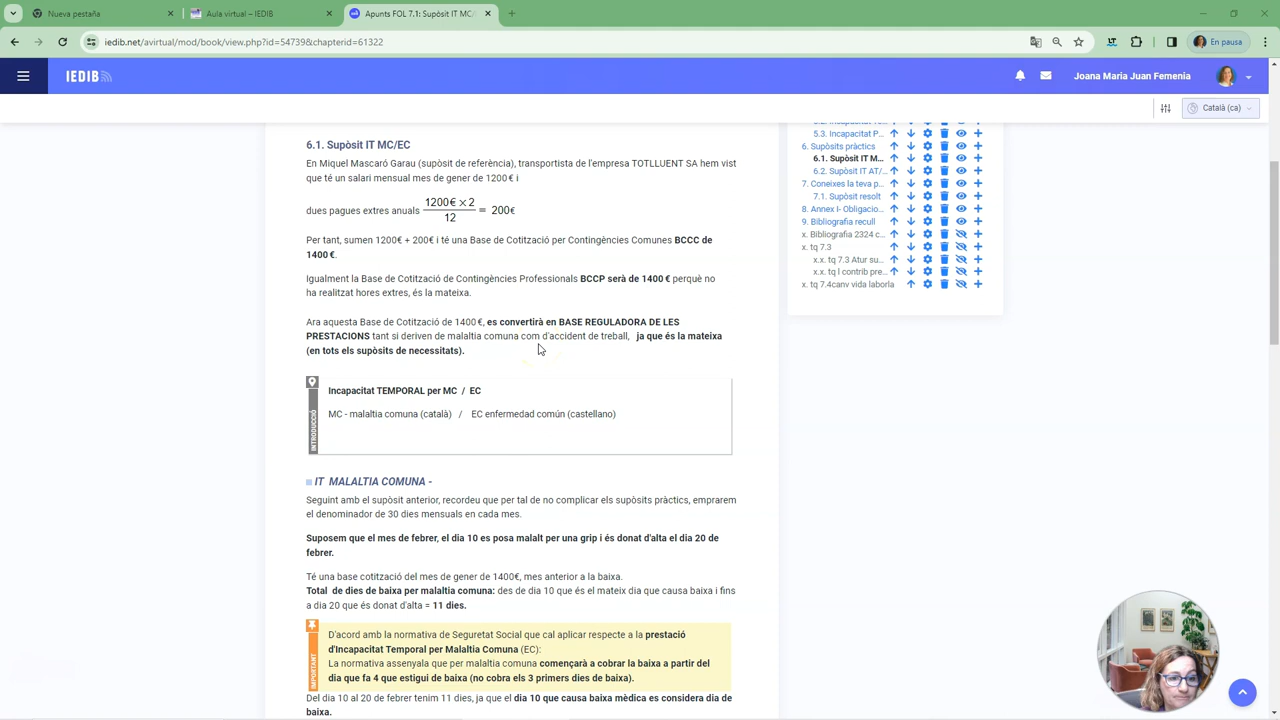 Nueva pestaña
Aula virtual – IEDIB
Apunts FOL 7.1: Supòsit IT MC/
iedib.net/avirtual/mod/book/view.php?id=54739&chapterid=61322
En pausa
IEDIB
Joana Maria Juan Femenia
Català (ca)
6.1. Supòsit IT MC/EC
En Miquel Mascaró Garau (supòsit de referència), transportista de l'empresa TOTLLUENT SA hem vist
que té un salari mensual mes de gener de 1200€ i
dues pagues extres anuals 1200€ × 2 / 12 = 200€
Per tant, sumen 1200€ + 200€ i té una Base de Cotització per Contingències Comunes BCCC de
1400€.
Igualment la Base de Cotització de Contingències Professionals BCCP serà de 1400€ perquè no
ha realitzat hores extres, és la mateixa.
Ara aquesta Base de Cotització de 1400€, es convertirà en BASE REGULADORA DE LES
PRESTACIONS tant si deriven de malaltia comuna com d'accident de treball, ja que és la mateixa
(en tots els supòsits de necessitats).
INTRODUCCIÓ
Incapacitat TEMPORAL per MC / EC
MC - malaltia comuna (català) / EC enfermedad común (castellano)
IT MALALTIA COMUNA -
Seguint amb el supòsit anterior, recordeu que per tal de no complicar els supòsits pràctics, emprarem
el denominador de 30 dies mensuals en cada mes.
Suposem que el mes de febrer, el dia 10 es posa malalt per una grip i és donat d'alta el dia 20 de
febrer.
Té una base cotització del mes de gener de 1400€, mes anterior a la baixa.
Total de dies de baixa per malaltia comuna: des de dia 10 que és el mateix dia que causa baixa i fins
a dia 20 que és donat d'alta = 11 dies.
IMPORTANT
D'acord amb la normativa de Seguretat Social que cal aplicar respecte a la prestació
d'Incapacitat Temporal per Malaltia Comuna (EC):
La normativa assenyala que per malaltia comuna començarà a cobrar la baixa a partir del
dia que fa 4 que estigui de baixa (no cobra els 3 primers dies de baixa).
Del dia 10 al 20 de febrer tenim 11 dies, ja que el dia 10 que causa baixa mèdica es considera dia de
baixa.
5.3. Incapacitat P...
6. Supòsits pràctics
6.1. Supòsit IT M...
6.2. Supòsit IT AT/...
7. Coneixes la teva p...
7.1. Supòsit resolt
8. Annex I- Obligacio...
9. Bibliografia recull
x. Bibliografia 2324 c...
x. tq 7.3
x.x. tq 7.3 Atur su...
x.x. tq l contrib pre...
x. tq 7.4canv vida laborla